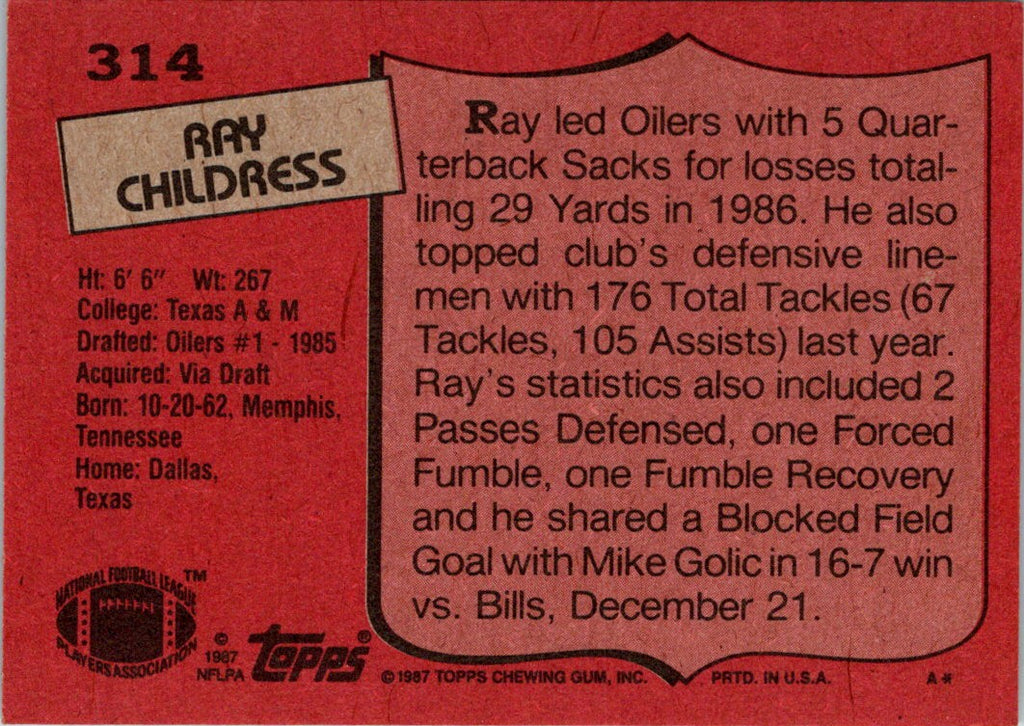 314
RAY
CHILDRESS
Ht: 6' 6" Wt: 267
College: Texas A & M
Drafted: Oilers #1 - 1985
Acquired: Via Draft
Born: 10-20-62, Memphis,
Tennessee
Home: Dallas,
Texas
Ray led Oilers with 5 Quar-
terback Sacks for losses total-
ling 29 Yards in 1986. He also
topped club's defensive line-
men with 176 Total Tackles (67
Tackles, 105 Assists) last year.
Ray's statistics also included 2
Passes Defensed, one Forced
Fumble, one Fumble Recovery
and he shared a Blocked Field
Goal with Mike Golic in 16-7 win
vs. Bills, December 21.
NATIONAL FOOTBALL LEAGUE ™
PLAYERS ASSOCIATION
©
1987
NFLPA
topps®
© 1987 TOPPS CHEWING GUM, INC. PRTD. IN U.S.A. A*